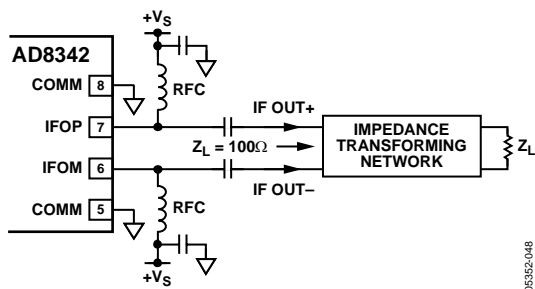 +VS
AD8342
COMM 8
RFC
IF OUT+
IFOP 7
ZL = 100Ω
IMPEDANCE
TRANSFORMING
NETWORK
ZL
IFOM 6
IF OUT–
RFC
COMM 5
+VS
05352-048